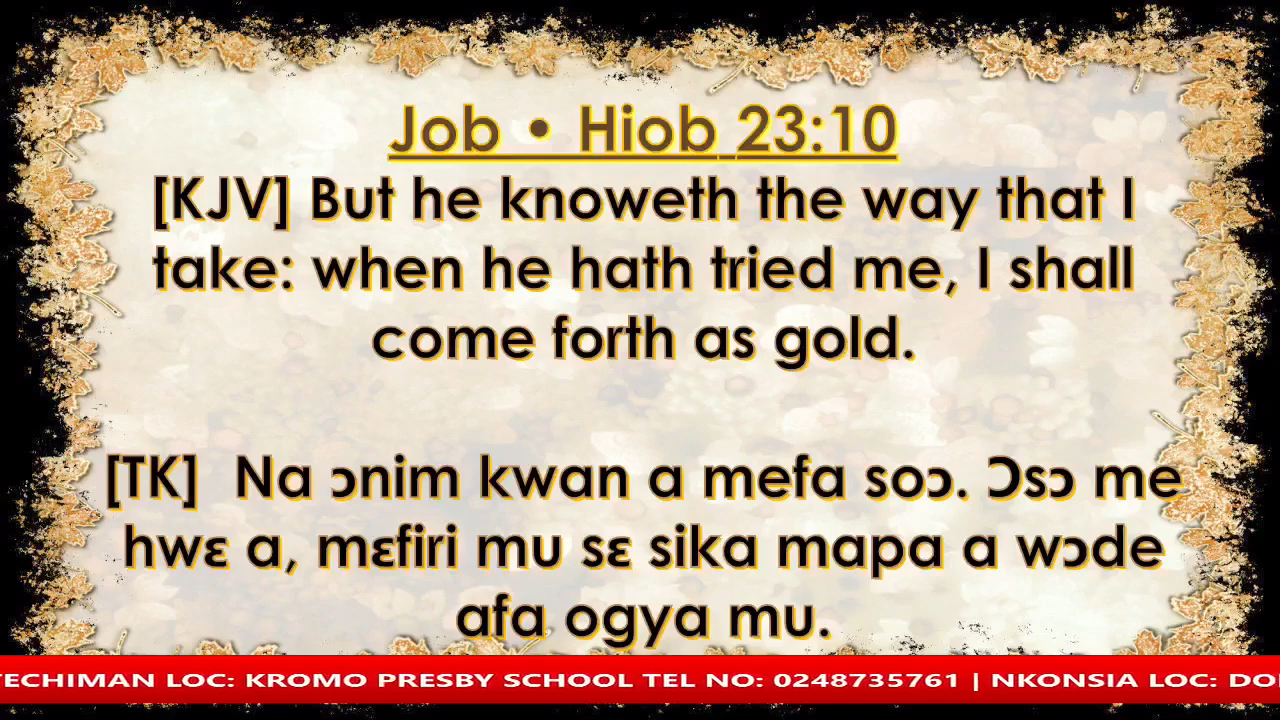 Job • Hiob 23:10
[KJV] But he knoweth the way that I
take: when he hath tried me, I shall
come forth as gold.
[TK] Na ɔnim kwan a mefa soɔ. Ɔsɔ me
hwɛ a, mɛfiri mu sɛ sika mapa a wɔde
afa ogya mu.
TECHIMAN LOC: KROMO PRESBY SCHOOL TEL NO: 0248735761 | NKONSIA LOC: